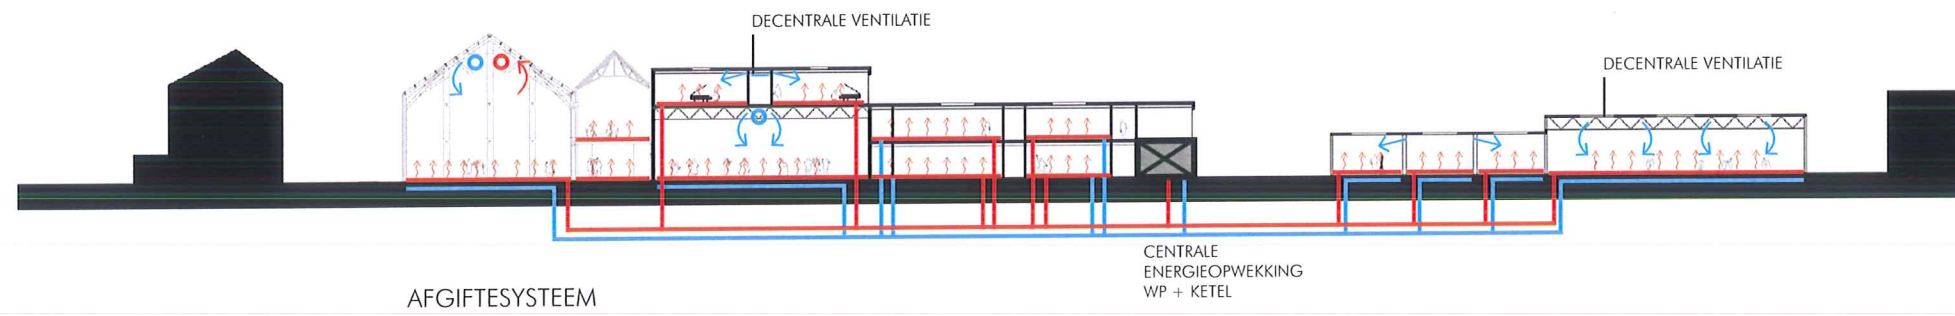 DECENTRALE VENTILATIE
DECENTRALE VENTILATIE
CENTRALE
ENERGIEOPWEKKING
WP + KETEL
AFGIFTESYSTEEM